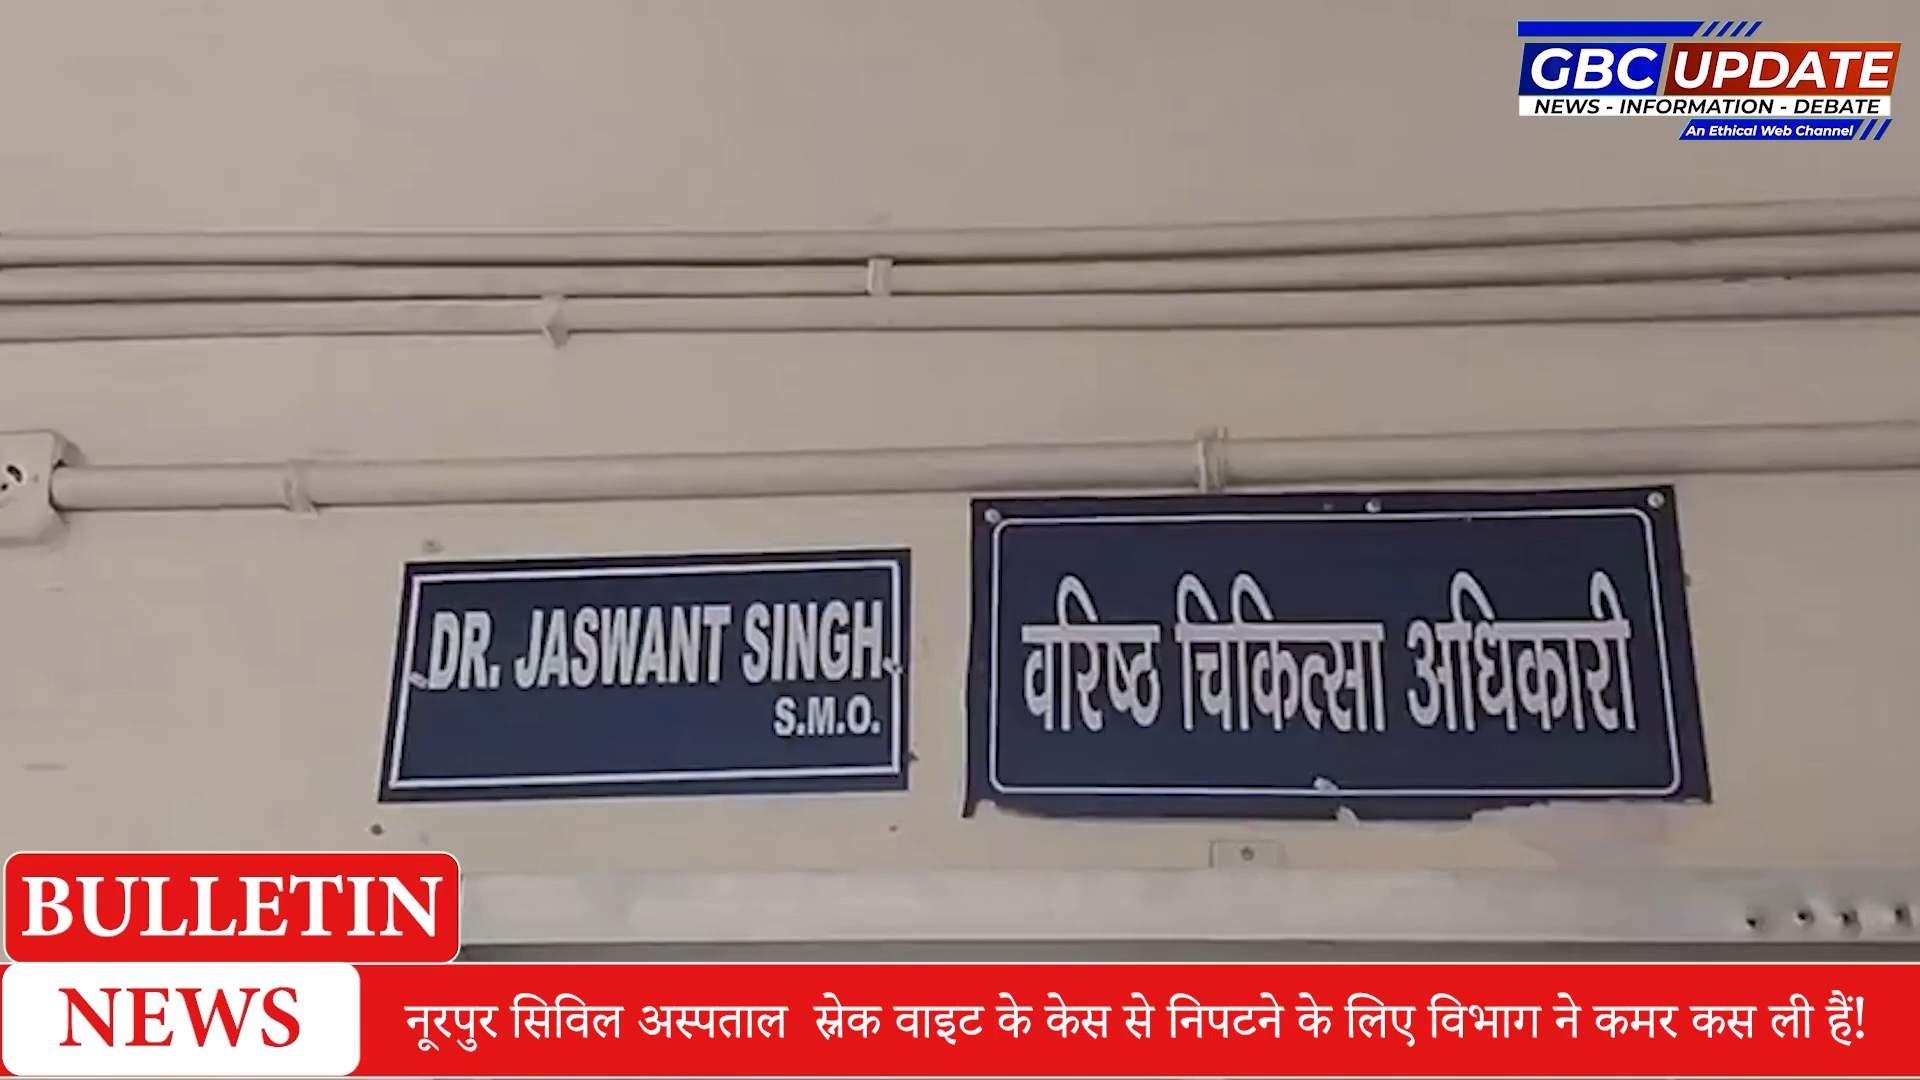 GBC UPDATE
NEWS - INFORMATION - DEBATE
An Ethical Web Channel
DR. JASWANT SINGH
S.M.O.
वरिष्ठ चिकित्सा अधिकारी
BULLETIN
NEWS
नूरपुर सिविल अस्पताल स्नेक वाइट के केस से निपटने के लिए विभाग ने कमर कस ली हैं!